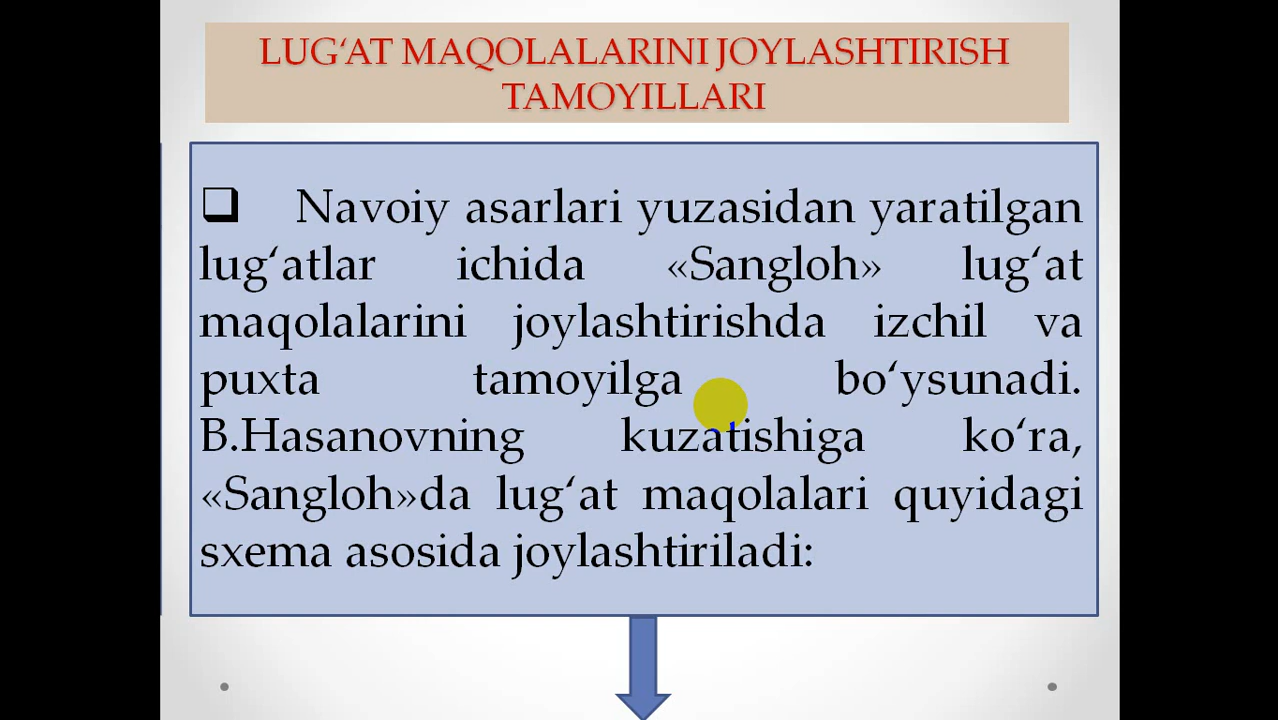 LUG‘AT MAQOLALARINI JOYLASHTIRISH
TAMOYILLARI
❑ Navoiy asarlari yuzasidan yaratilgan
lug‘atlar ichida «Sangloh» lug‘at
maqolalarini joylashtirishda izchil va
puxta tamoyilga bo‘ysunadi.
B.Hasanovning kuzatishiga ko‘ra,
«Sangloh»da lug‘at maqolalari quyidagi
sxema asosida joylashtiriladi: